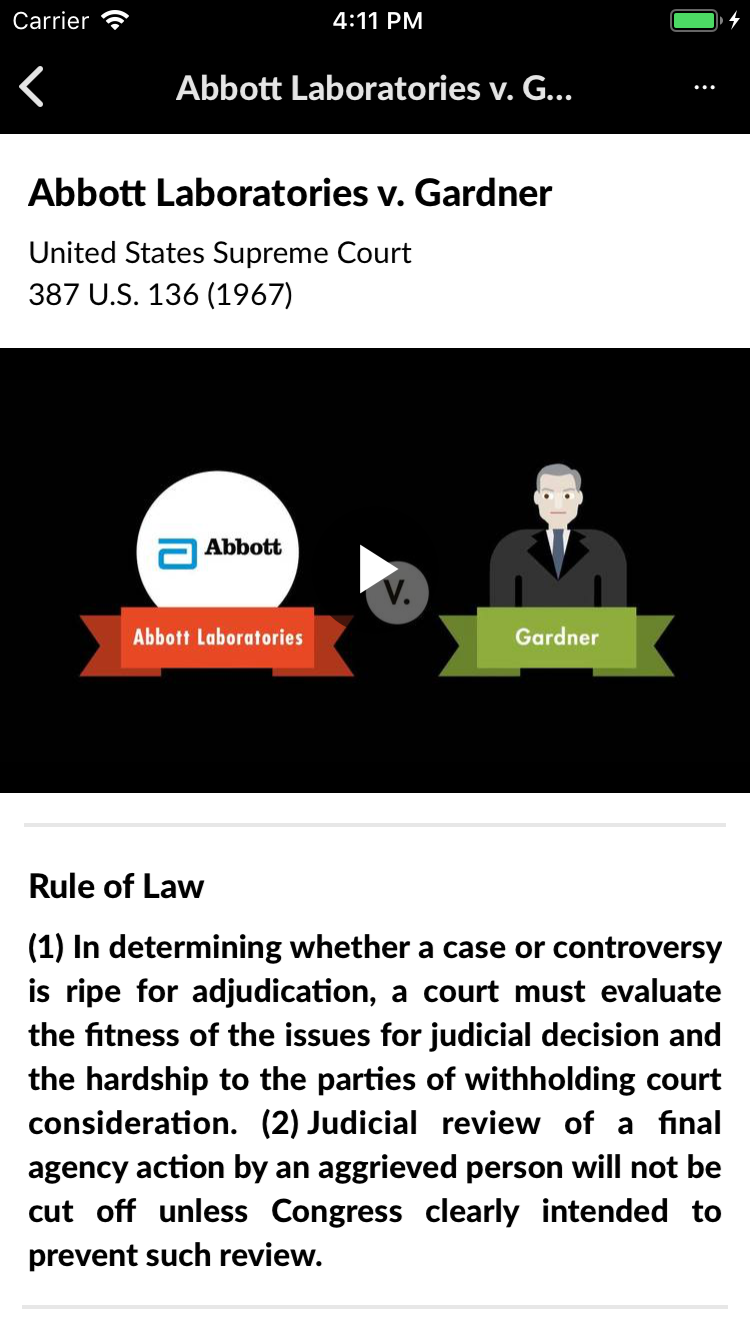 Carrier 4:11 PM
Abbott Laboratories v. G...
...
Abbott Laboratories v. Gardner
United States Supreme Court
387 U.S. 136 (1967)
Abbott
V.
Abbott Laboratories
Gardner
Rule of Law
(1) In determining whether a case or controversy
is ripe for adjudication, a court must evaluate
the fitness of the issues for judicial decision and
the hardship to the parties of withholding court
consideration. (2) Judicial review of a final
agency action by an aggrieved person will not be
cut off unless Congress clearly intended to
prevent such review.